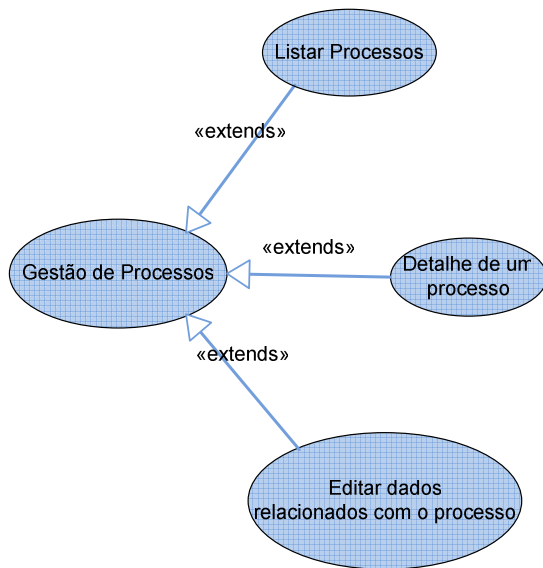 Listar Processos
«extends»
«extends»
Gestão de Processos
Detalhe de um
processo
«extends»
Editar dados
relacionados com o processo